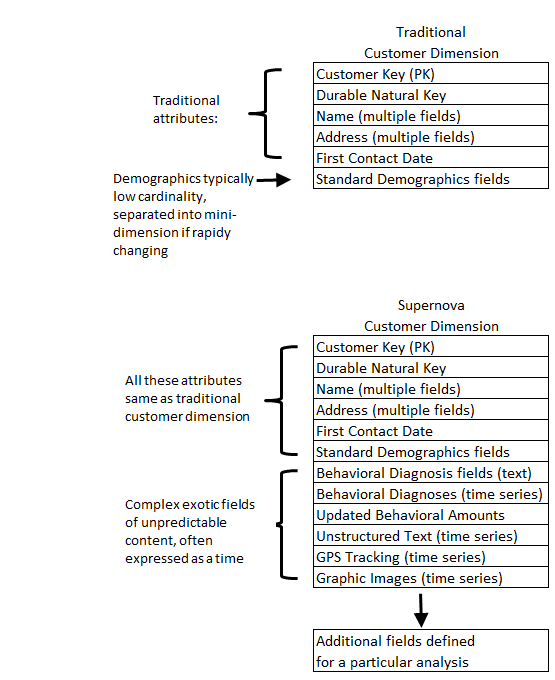 Traditional
Customer Dimension
Customer Key (PK)
Durable Natural Key
Name (multiple fields)
Address (multiple fields)
First Contact Date
Standard Demographics fields
Traditional
attributes:
Demographics typically
low cardinality,
separated into mini-
dimension if rapidy
changing
Supernova
Customer Dimension
Customer Key (PK)
Durable Natural Key
Name (multiple fields)
Address (multiple fields)
First Contact Date
Standard Demographics fields
Behavioral Diagnosis fields (text)
Behavioral Diagnoses (time series)
Updated Behavioral Amounts
Unstructured Text (time series)
GPS Tracking (time series)
Graphic Images (time series)
All these attributes
same as traditional
customer dimension
Complex exotic fields
of unpredictable
content, often
expressed as a time
Additional fields defined
for a particular analysis